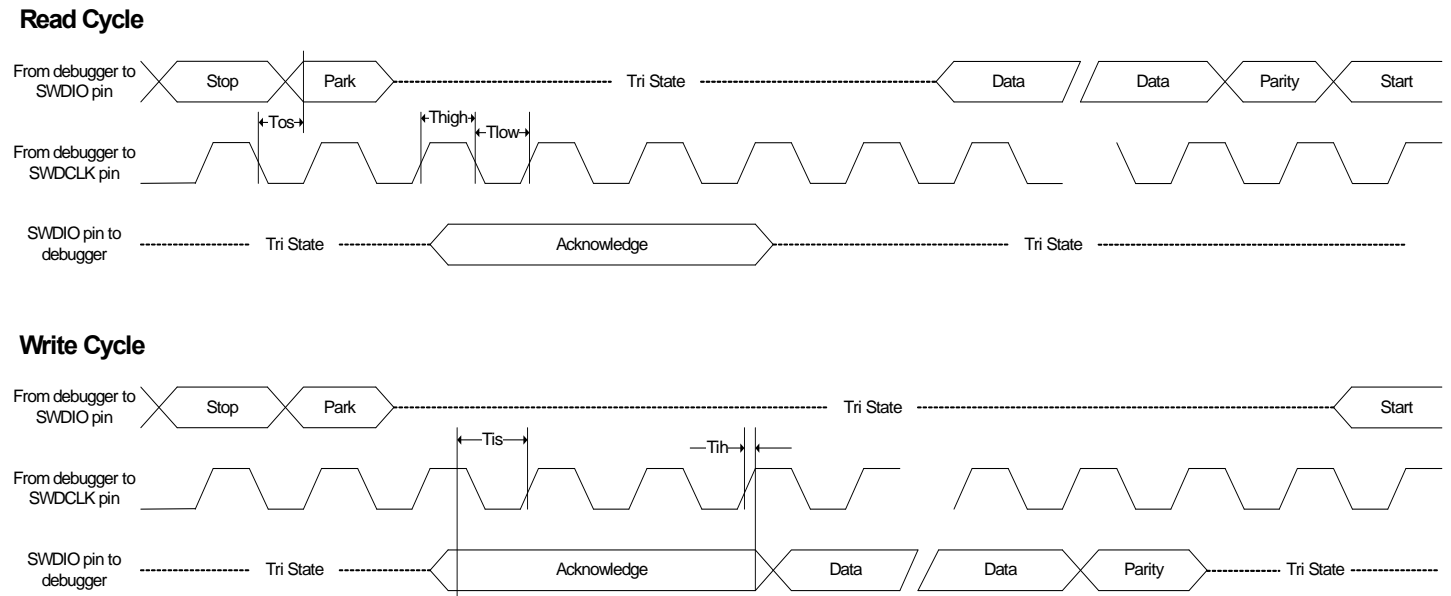 Read Cycle
From debugger to
SWDIO pin
Stop
Park
Tri State
Data
Data
Parity
Start
Tos
Thigh
Tlow
From debugger to
SWDCLK pin
SWDIO pin to
debugger
Tri State
Acknowledge
Tri State
Write Cycle
From debugger to
SWDIO pin
Stop
Park
Tri State
Start
Tis
Tih
From debugger to
SWDCLK pin
SWDIO pin to
debugger
Tri State
Acknowledge
Data
Data
Parity
Tri State